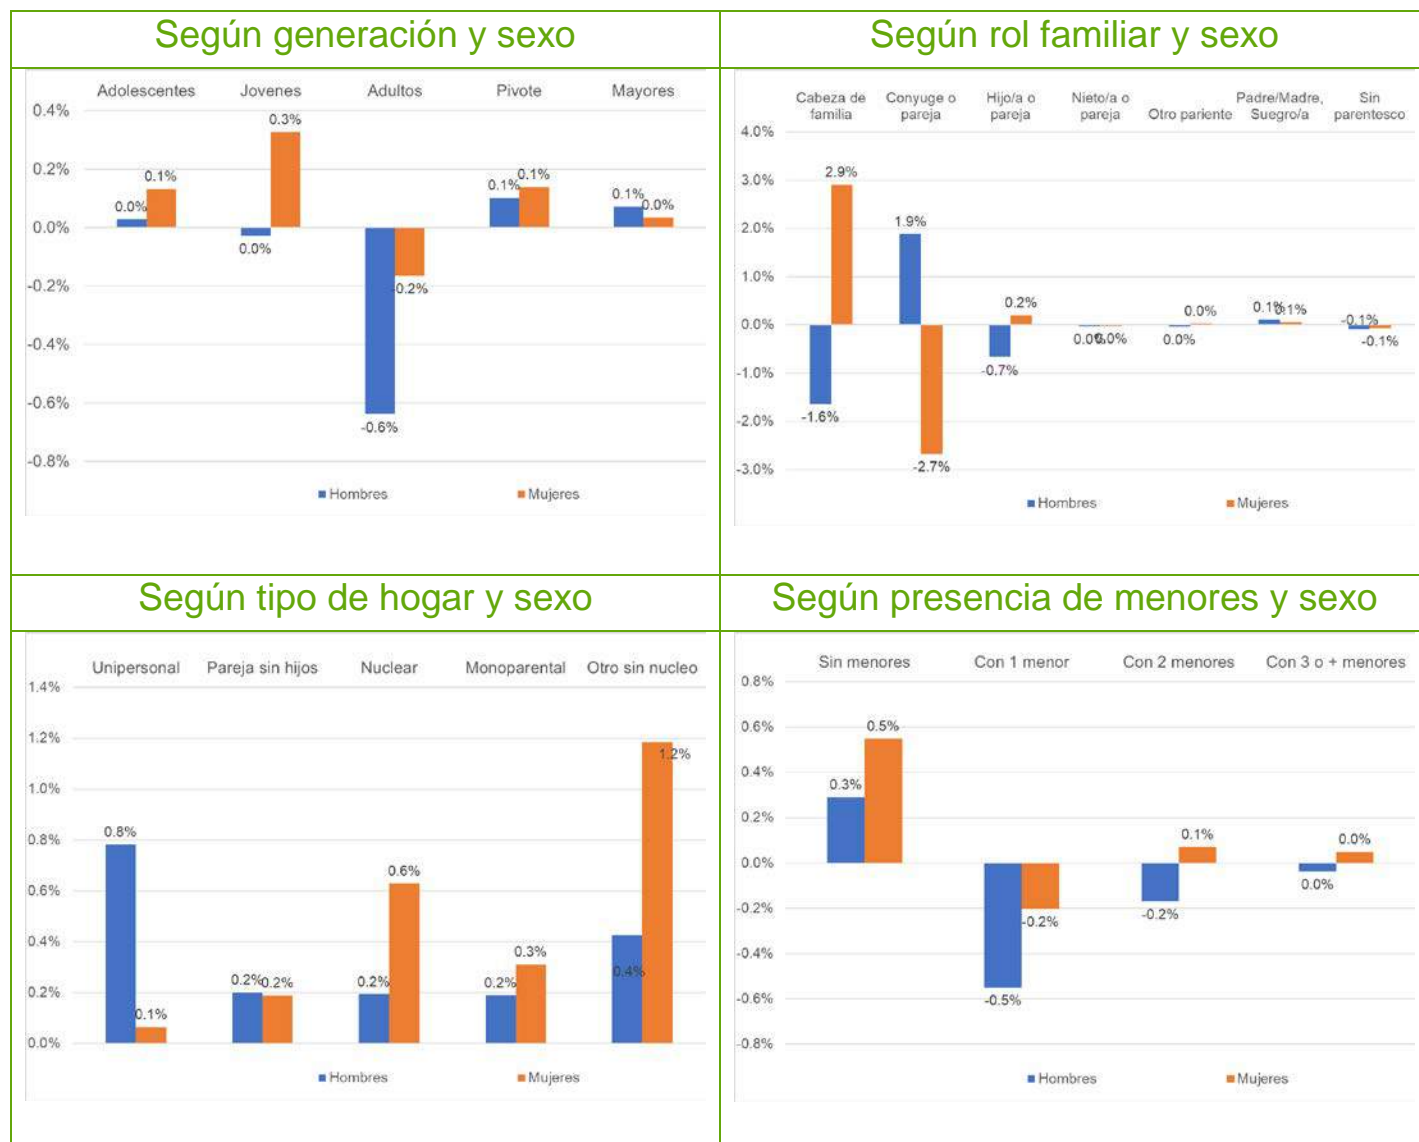 Según generación y sexo
Adolescentes Jovenes Adultos Pivote Mayores
0.4%
0.2%
0.0%
-0.2%
-0.4%
-0.6%
-0.8%
0.0% 0.1% 0.0% 0.3% -0.6% -0.2% 0.1% 0.1% 0.1% 0.0%
Hombres Mujeres
Según rol familiar y sexo
Cabeza de familia Conyuge o pareja Hijo/a o pareja Nieto/a o pareja Otro pariente Padre/Madre, Suegro/a Sin parentesco
4.0%
3.0%
2.0%
1.0%
0.0%
-1.0%
-2.0%
-3.0%
-1.6% 2.9% 1.9% -2.7% -0.7% 0.2% 0.0% 0.0% 0.0% 0.0% 0.1% 0.1% -0.1% -0.1%
Hombres Mujeres
Según tipo de hogar y sexo
Unipersonal Pareja sin hijos Nuclear Monoparental Otro sin nucleo
1.4%
1.2%
1.0%
0.8%
0.6%
0.4%
0.2%
0.0%
0.8% 0.1% 0.2% 0.2% 0.2% 0.6% 0.2% 0.3% 0.4% 1.2%
Hombres Mujeres
Según presencia de menores y sexo
Sin menores Con 1 menor Con 2 menores Con 3 o + menores
0.8%
0.6%
0.4%
0.2%
0.0%
-0.2%
-0.4%
-0.6%
-0.8%
0.3% 0.5% -0.5% -0.2% -0.2% 0.1% 0.0% 0.0%
Hombres Mujeres